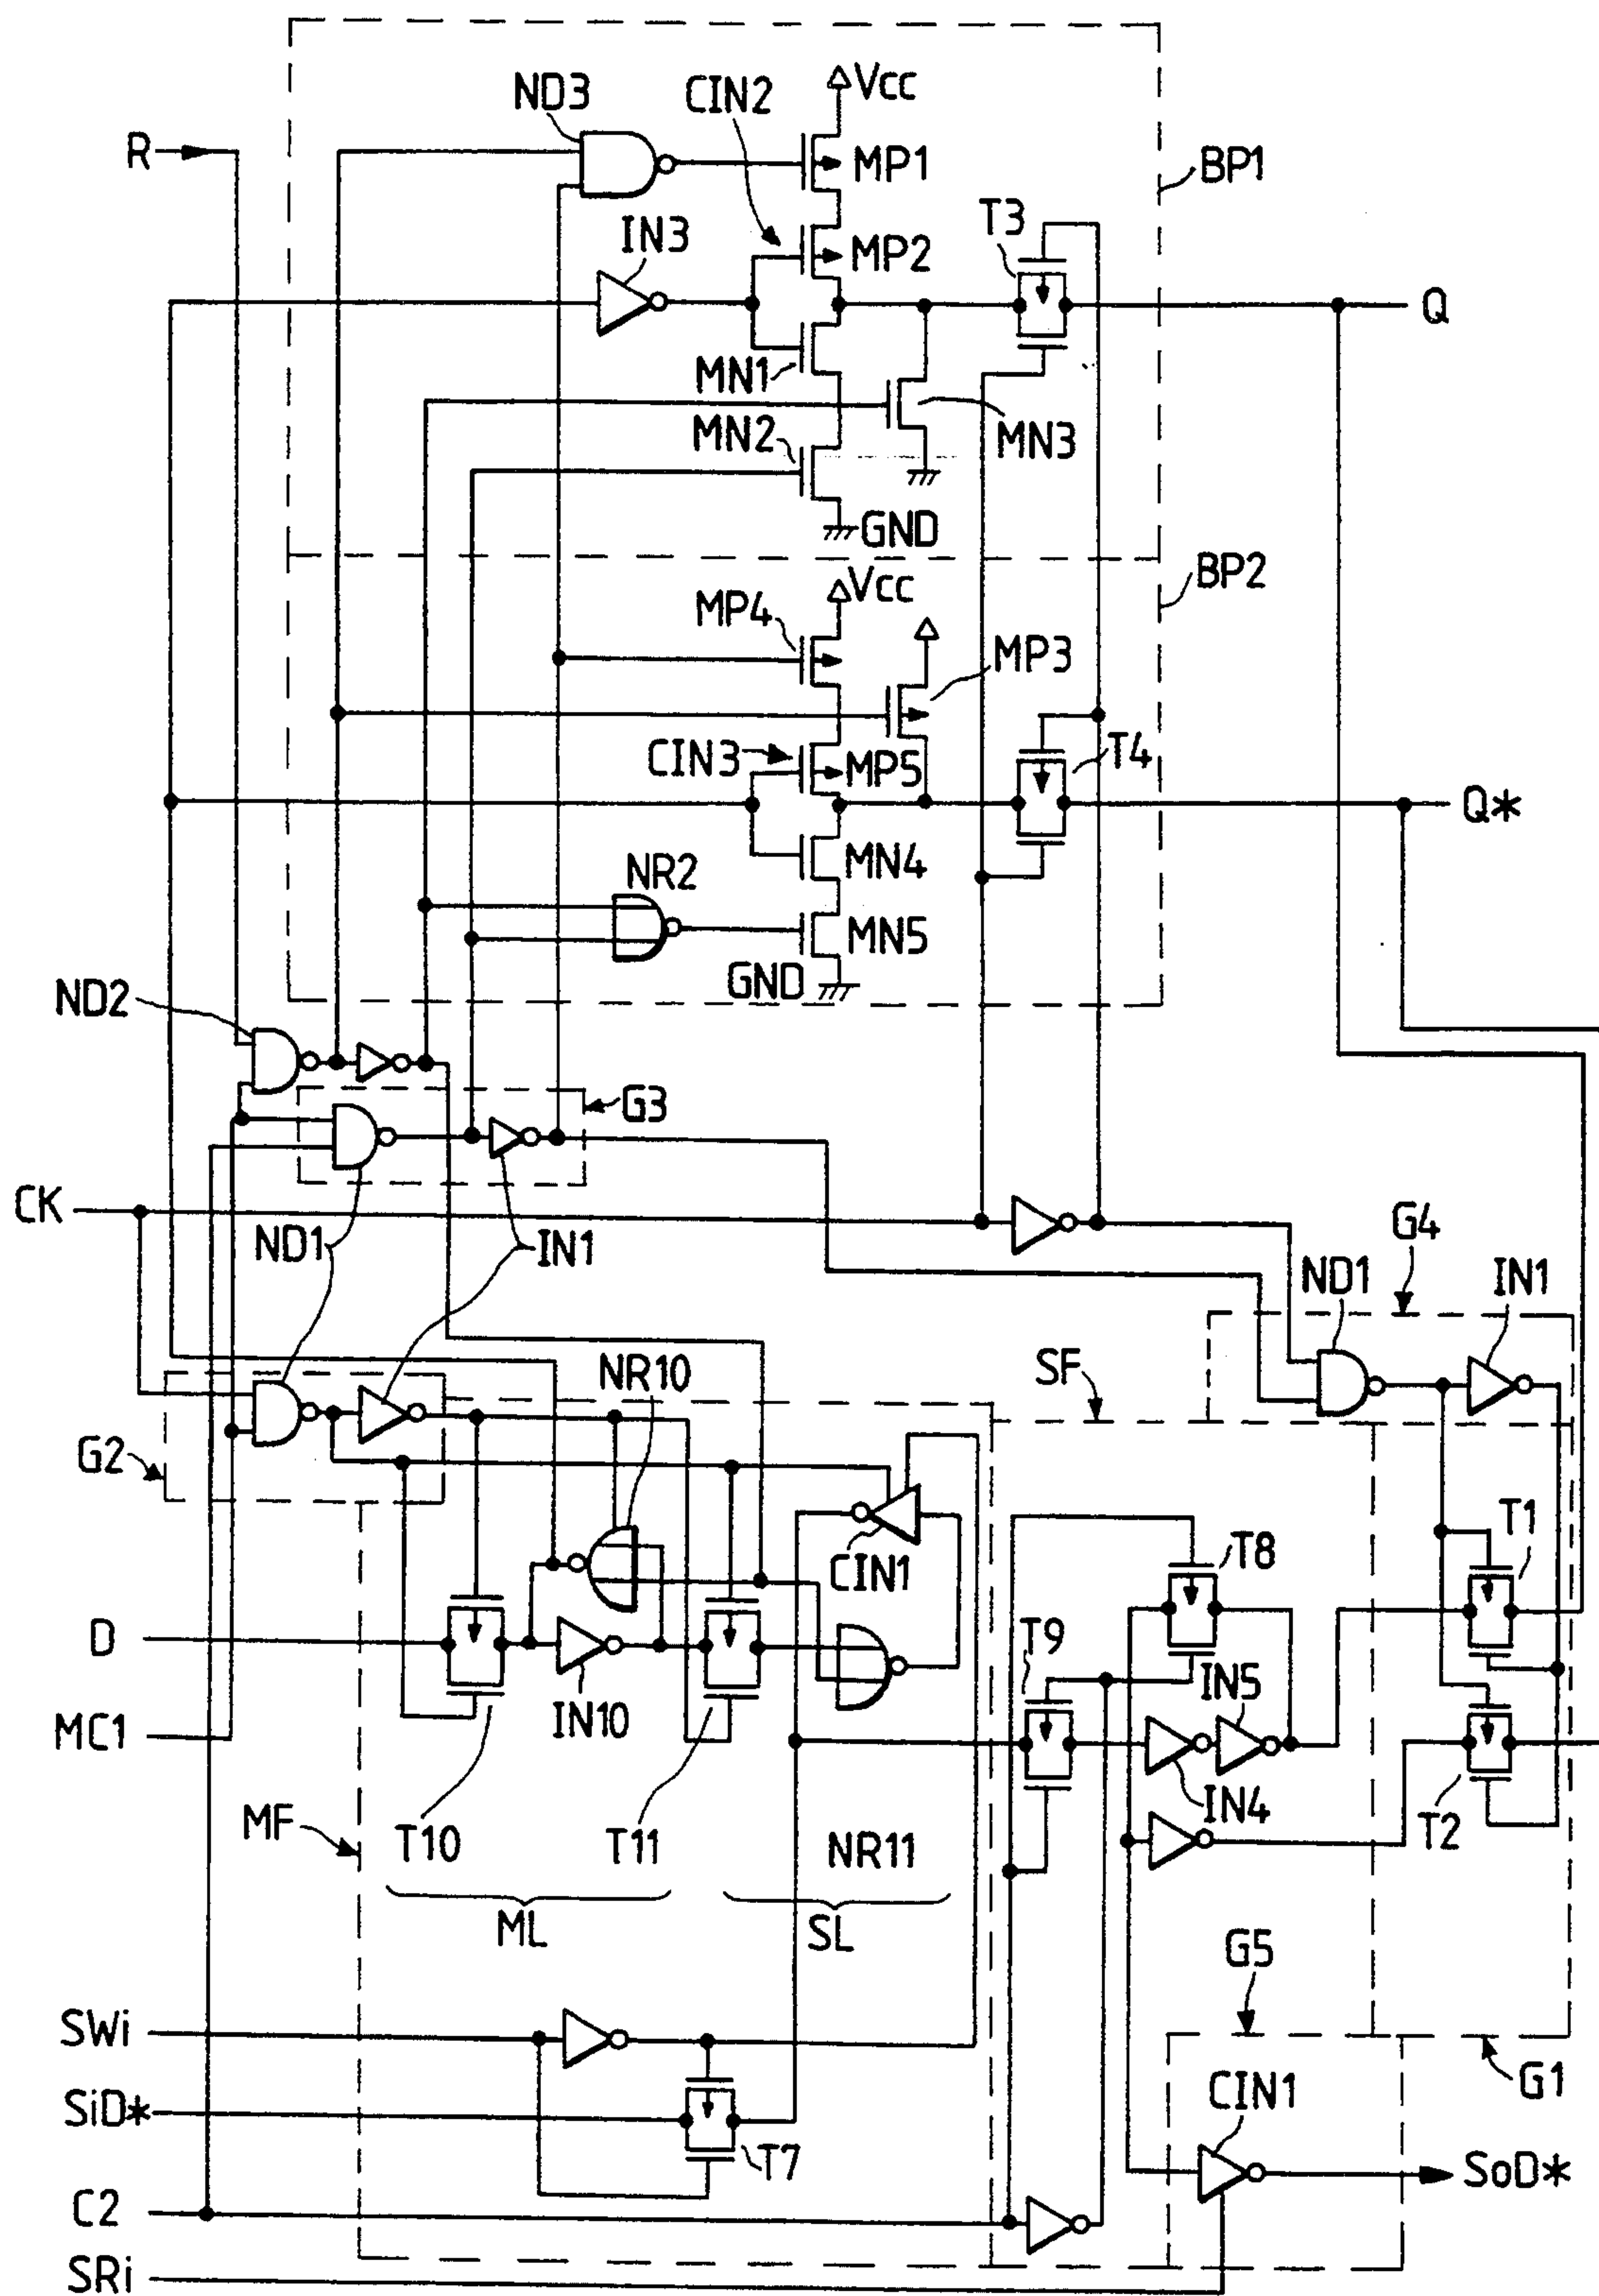 ND3
CIN2
Vcc
R
MP1
BP1
IN3
T3
MP2
Q
MN1
MN2
MN3
GND
BP2
Vcc
MP4
MP3
CIN3
MP5
T4
Q*
NR2
MN4
MN5
GND
ND2
G3
CK
ND1
IN1
G4
ND1
IN1
SF
NR10
G2
T1
T8
CIN1
D
T9
IN5
IN10
MC1
IN4
T2
MF
T10
T11
NR11
ML
SL
G5
SWi
G1
CIN1
SiD*
T7
SoD*
C2
SRi